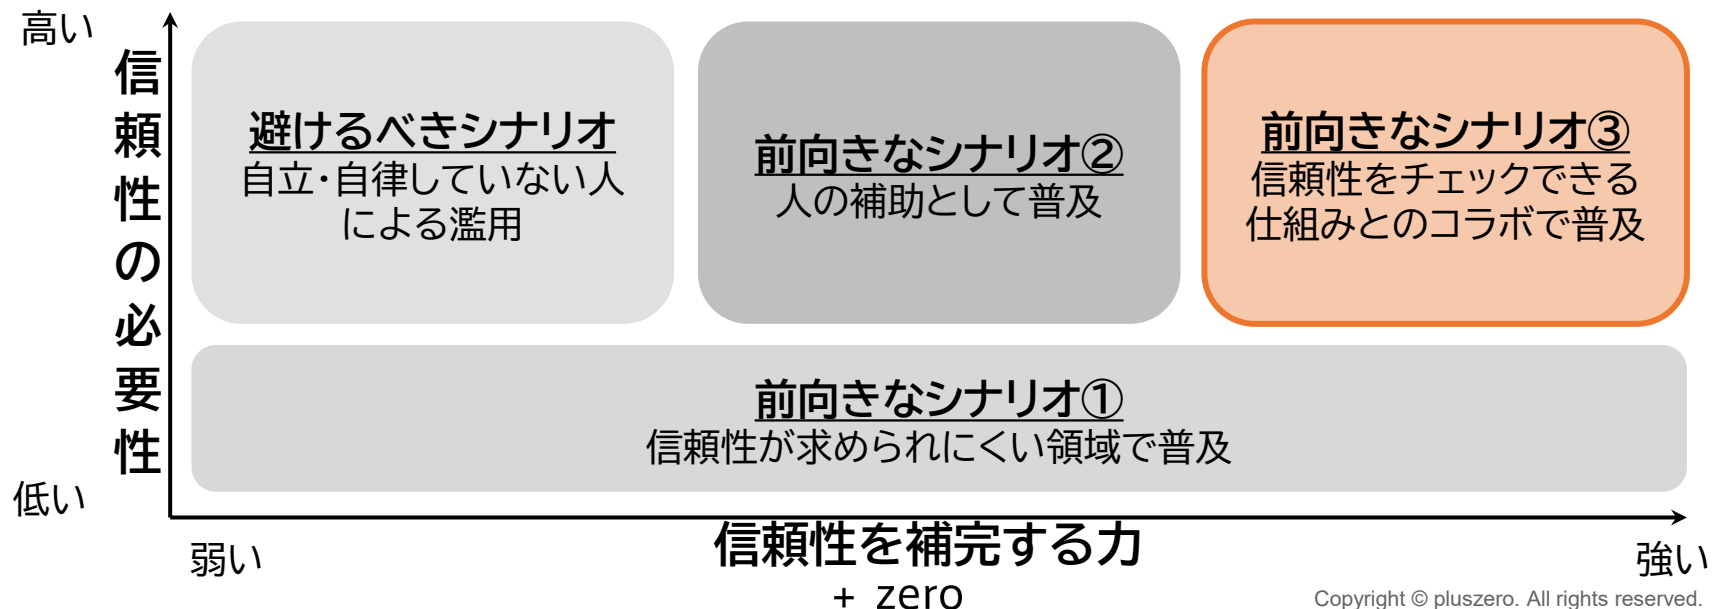 高い
信頼性の必要性
低い
避けるべきシナリオ
自立・自律していない人
による濫用
前向きなシナリオ②
人の補助として普及
前向きなシナリオ③
信頼性をチェックできる
仕組みとのコラボで普及
前向きなシナリオ①
信頼性が求められにくい領域で普及
弱い
信頼性を補完する力
強い
+ zero
Copyright © pluszero. All rights reserved.